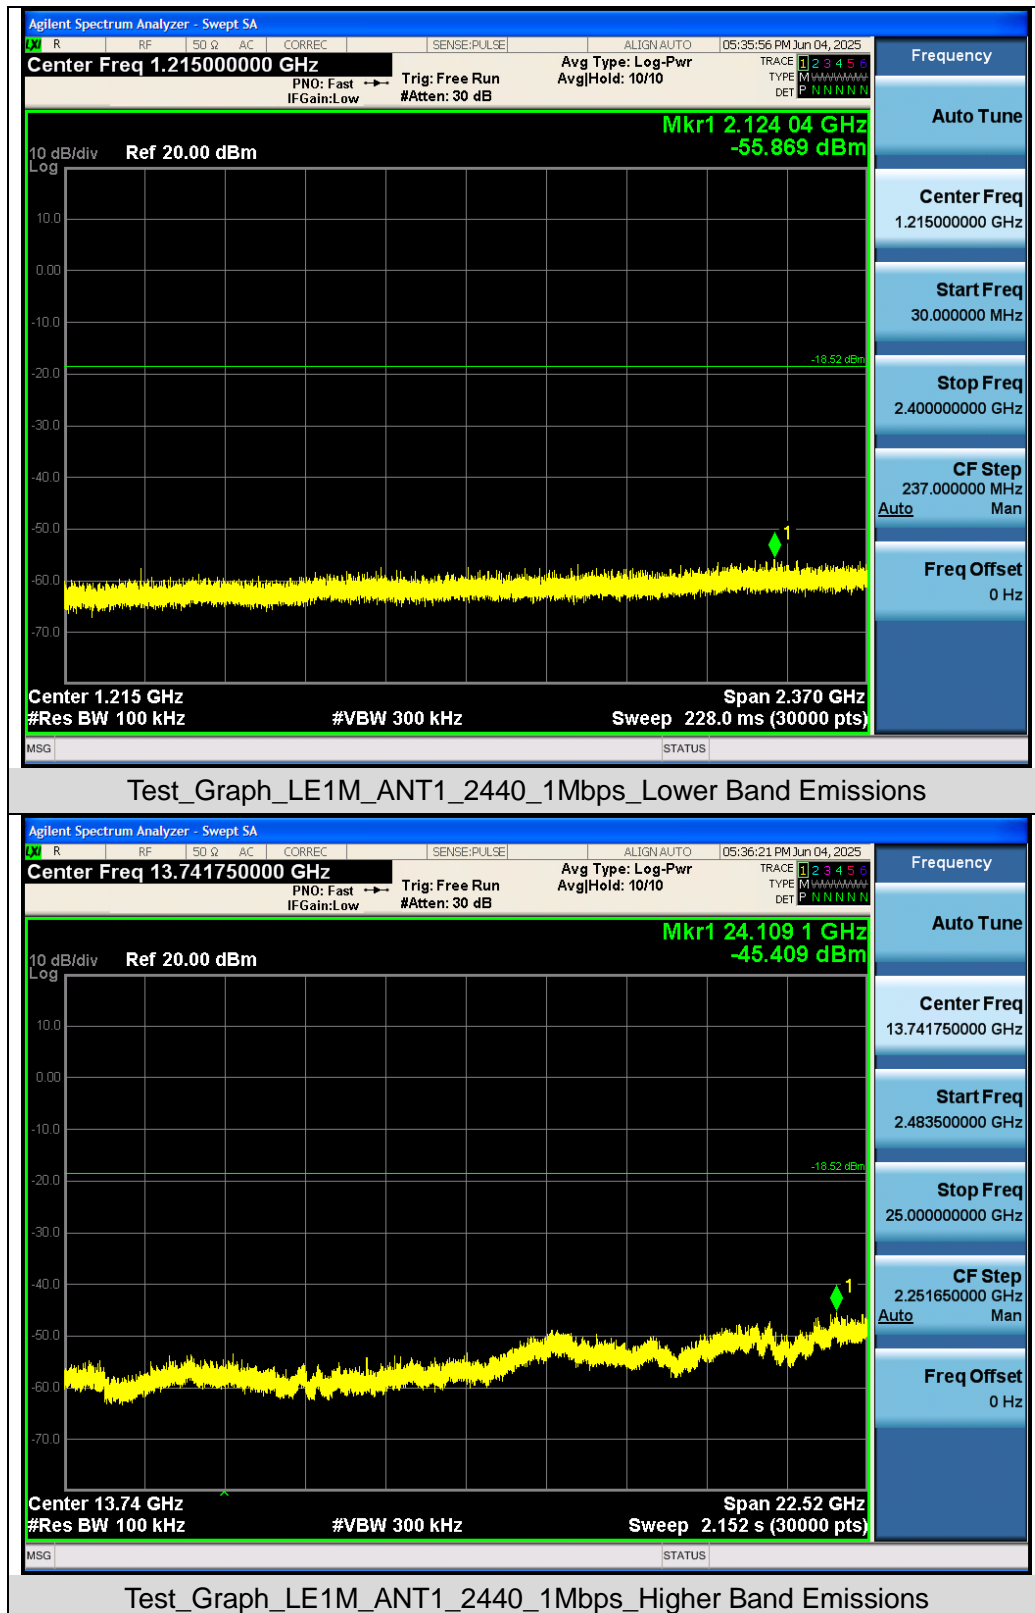 Agilent Spectrum Analyzer - Swept SA
LXI R RF 50 Ω AC CORREC SENSE:PULSE ALIGN AUTO 05:35:56 PM Jun 04, 2025
Center Freq 1.215000000 GHz
PNO: Fast
IFGain:Low
Trig: Free Run
#Atten: 30 dB
Avg Type: Log-Pwr
Avg|Hold: 10/10
TRACE 1 2 3 4 5 6
TYPE M WWWWW
DET P N N N N N
Mkr1 2.124 04 GHz
-55.869 dBm
10 dB/div
Log
Ref 20.00 dBm
10.0
0.00
-10.0
-18.52 dBm
-20.0
-30.0
-40.0
-50.0
1
-60.0
-70.0
Center 1.215 GHz
Span 2.370 GHz
#Res BW 100 kHz
#VBW 300 kHz
Sweep 228.0 ms (30000 pts)
MSG
STATUS
Frequency
Auto Tune
Center Freq
1.215000000 GHz
Start Freq
30.000000 MHz
Stop Freq
2.400000000 GHz
CF Step
237.000000 MHz
Auto Man
Freq Offset
0 Hz
Test_Graph_LE1M_ANT1_2440_1Mbps_Lower Band Emissions
Agilent Spectrum Analyzer - Swept SA
LXI R RF 50 Ω AC CORREC SENSE:PULSE ALIGN AUTO 05:36:21 PM Jun 04, 2025
Center Freq 13.741750000 GHz
PNO: Fast
IFGain:Low
Trig: Free Run
#Atten: 30 dB
Avg Type: Log-Pwr
Avg|Hold: 10/10
TRACE 1 2 3 4 5 6
TYPE M WWWWW
DET P N N N N N
Mkr1 24.109 1 GHz
-45.409 dBm
10 dB/div
Log
Ref 20.00 dBm
10.0
0.00
-10.0
-18.52 dBm
-20.0
-30.0
-40.0
1
-50.0
-60.0
-70.0
Center 13.74 GHz
Span 22.52 GHz
#Res BW 100 kHz
#VBW 300 kHz
Sweep 2.152 s (30000 pts)
MSG
STATUS
Frequency
Auto Tune
Center Freq
13.741750000 GHz
Start Freq
2.483500000 GHz
Stop Freq
25.000000000 GHz
CF Step
2.251650000 GHz
Auto Man
Freq Offset
0 Hz
Test_Graph_LE1M_ANT1_2440_1Mbps_Higher Band Emissions